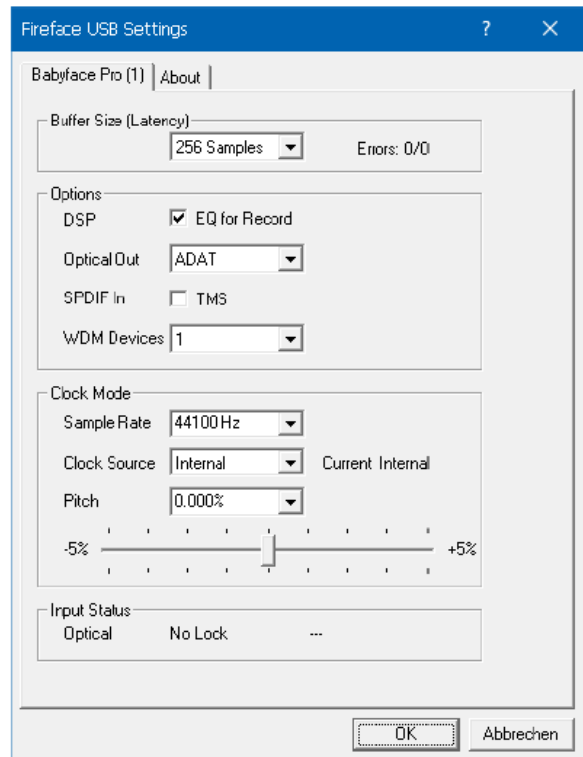 Fireface USB Settings ? ×
Babyface Pro (1) About
Buffer Size (Latency)
256 Samples Errors: 0/0
Options
DSP EQ for Record
Optical Out ADAT
SPDIF In TMS
WDM Devices 1
Clock Mode
Sample Rate 44100 Hz
Clock Source Internal Current Internal
Pitch 0.000%
-5% +5%
Input Status
Optical No Lock ---
OK Abbrechen